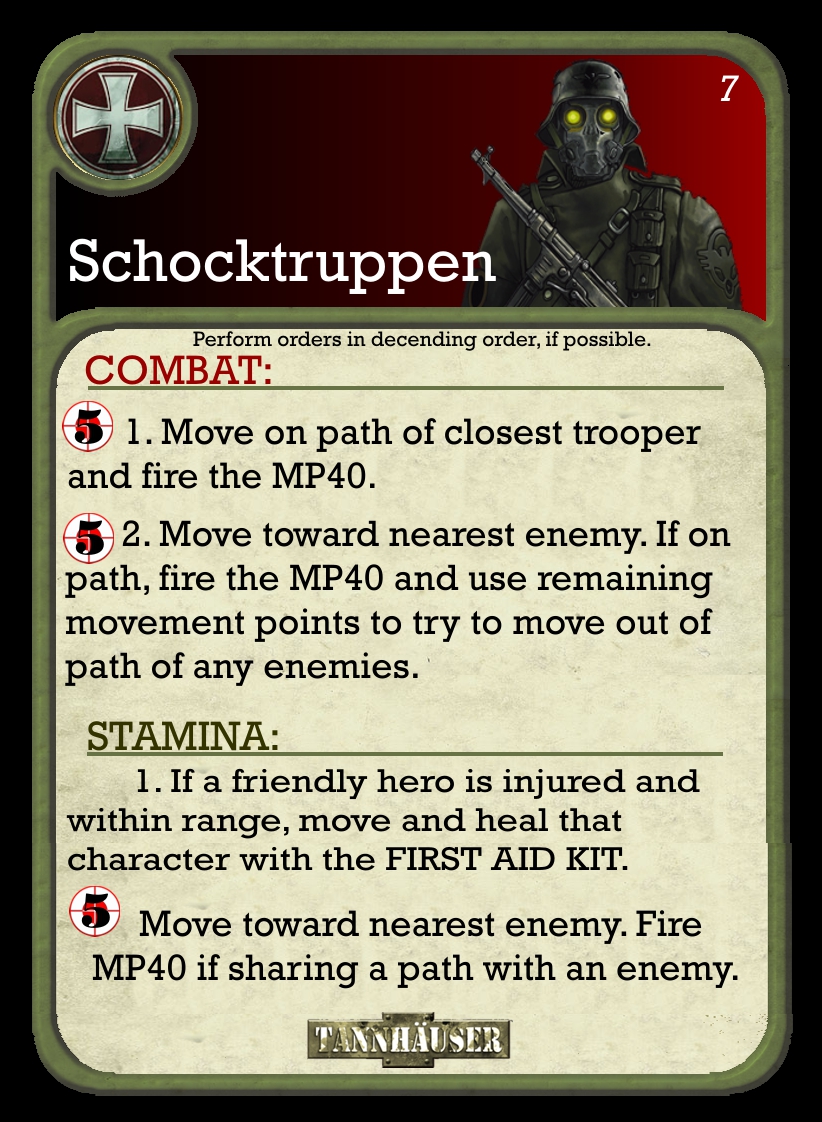 7
Schocktruppen
Perform orders in decending order, if possible.
COMBAT:
5 1. Move on path of closest trooper
and fire the MP40.
5 2. Move toward nearest enemy. If on
path, fire the MP40 and use remaining
movement points to try to move out of
path of any enemies.
STAMINA:
1. If a friendly hero is injured and
within range, move and heal that
character with the FIRST AID KIT.
5 Move toward nearest enemy. Fire
MP40 if sharing a path with an enemy.
TANNHÄUSER